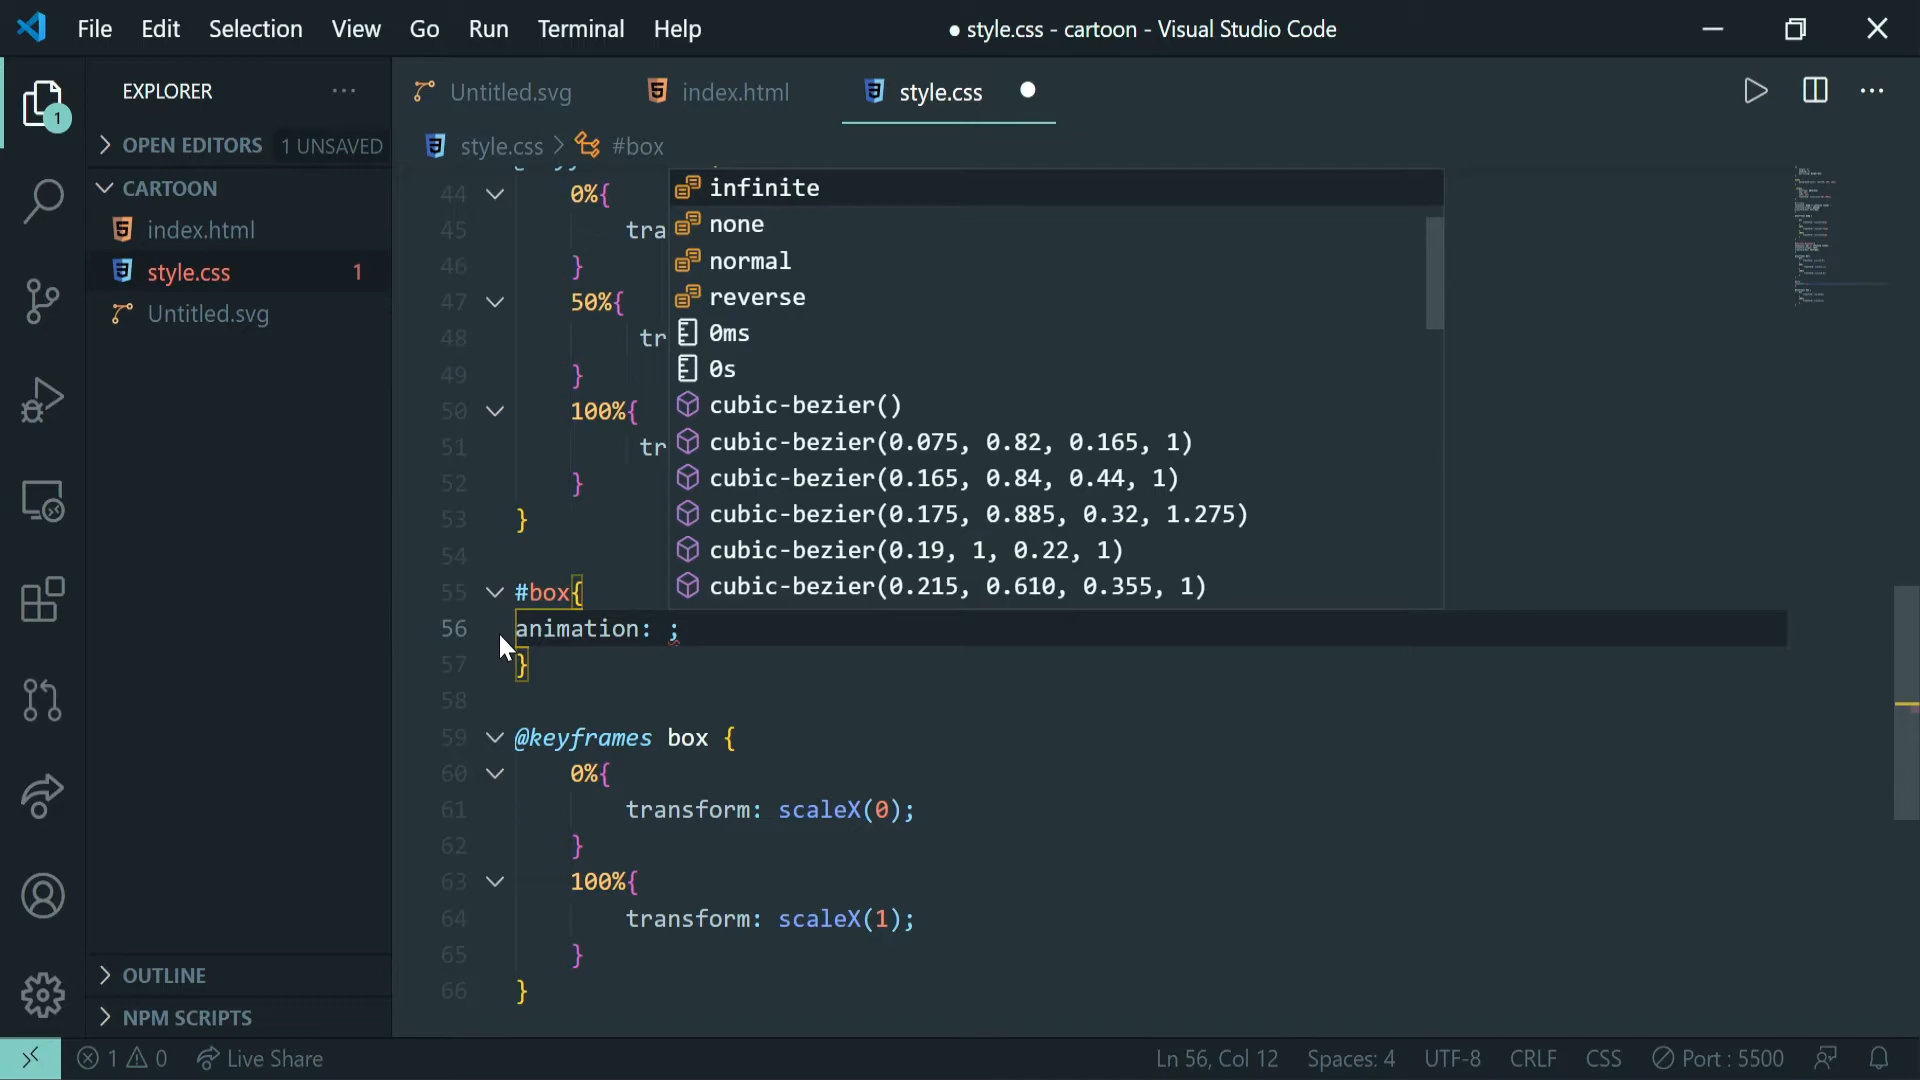 File Edit Selection View Go Run Terminal Help
● style.css - cartoon - Visual Studio Code
EXPLORER
OPEN EDITORS 1 UNSAVED
CARTOON
index.html
style.css 1
Untitled.svg
OUTLINE
NPM SCRIPTS
1
Untitled.svg index.html style.css
style.css > #box
44 0%{
45 tra
46 }
47 50%{
48 tr
49 }
50 100%{
51 tr
52 }
53 }
54
55 #box{
56 animation: ;
57 }
58
59 @keyframes box {
60 0%{
61 transform: scaleX(0);
62 }
63 100%{
64 transform: scaleX(1);
65 }
66 }
infinite
none
normal
reverse
0ms
0s
cubic-bezier()
cubic-bezier(0.075, 0.82, 0.165, 1)
cubic-bezier(0.165, 0.84, 0.44, 1)
cubic-bezier(0.175, 0.885, 0.32, 1.275)
cubic-bezier(0.19, 1, 0.22, 1)
cubic-bezier(0.215, 0.610, 0.355, 1)
1 0 Live Share
Ln 56, Col 12 Spaces: 4 UTF-8 CRLF CSS Port : 5500